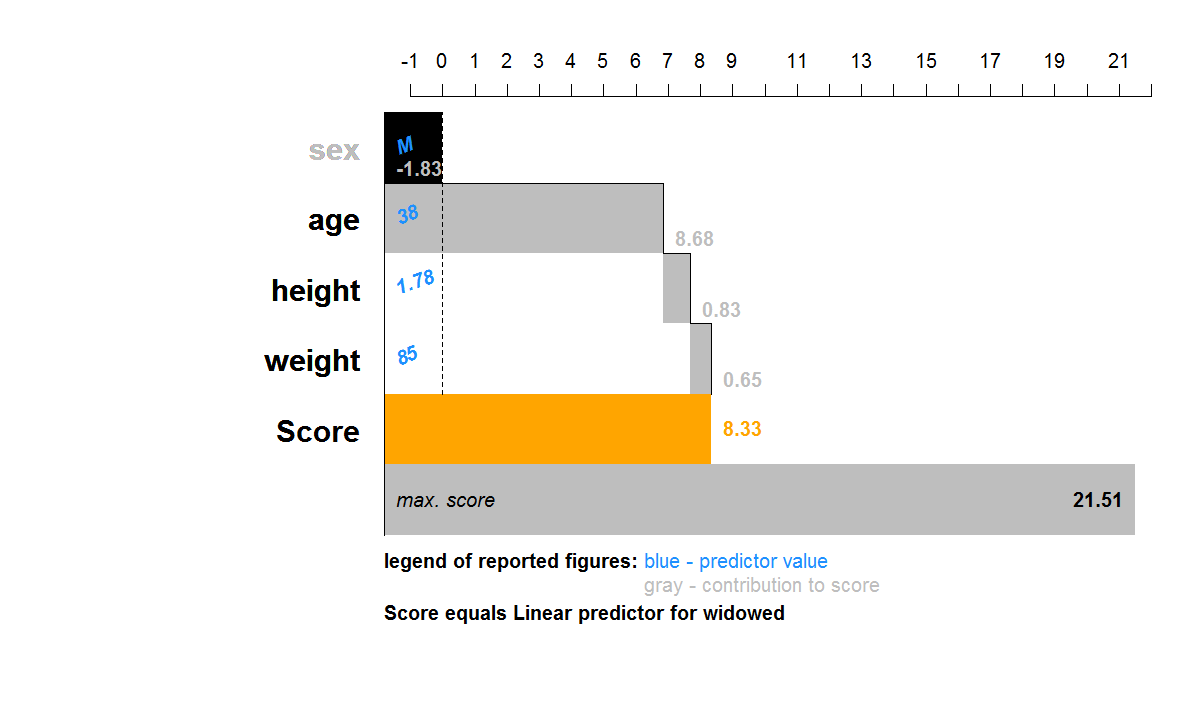 -1 0 1 2 3 4 5 6 7 8 9 11 13 15 17 19 21
sex M
-1.83
age 38
8.68
height 1.78
0.83
weight 85
0.65
Score 8.33
max. score 21.51
legend of reported figures: blue - predictor value
gray - contribution to score
Score equals Linear predictor for widowed